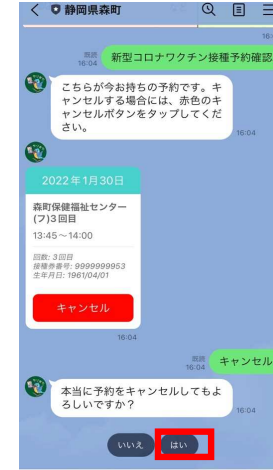 静岡県森町
既読
16:04
新型コロナワクチン接種予約確認
こちらが今お持ちの予約です。キ
ャンセルする場合には、赤色のキ
ャンセルボタンをタップしてくだ
さい。
16:04
2022年1月30日
森町保健福祉センター
(フ)3回目
13:45～14:00
回数: 3回目
接種券番号: 9999999953
生年月日: 1961/04/01
キャンセル
16:04
既読
16:04
キャンセル
本当に予約をキャンセルしてもよ
ろしいですか？
16:04
いいえ
はい